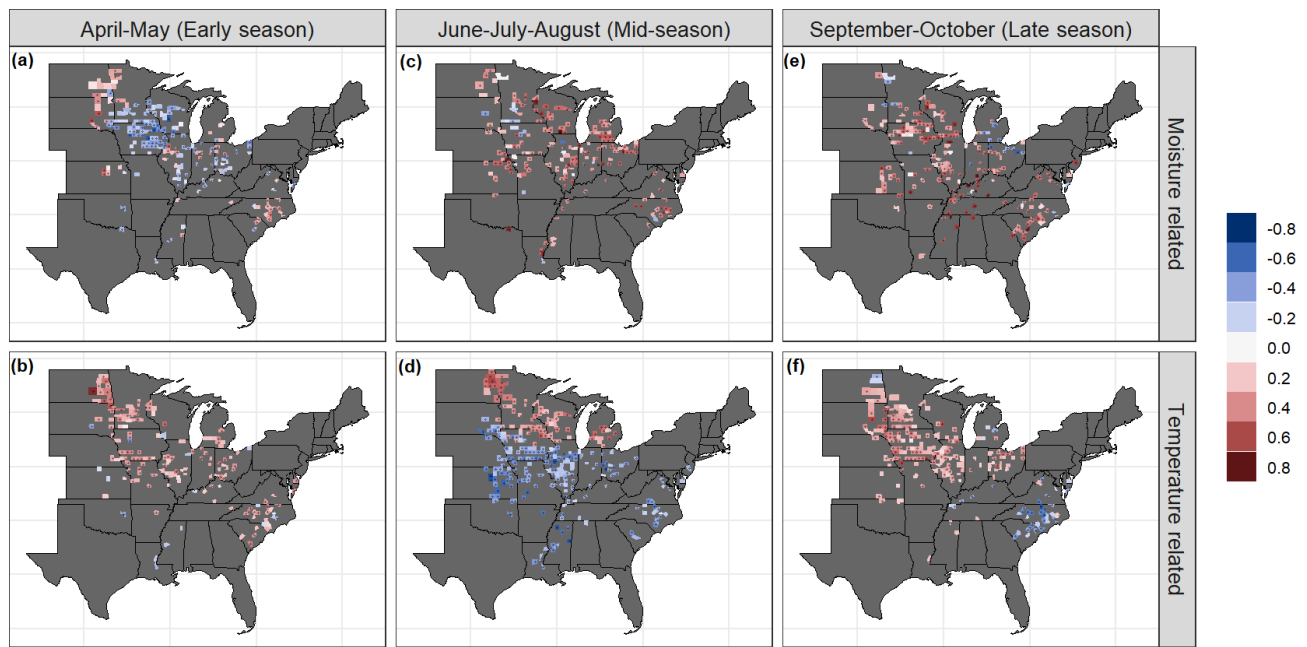 April-May (Early season)
June-July-August (Mid-season)
September-October (Late season)
(a)
(c)
(e)
Moisture related
(b)
(d)
(f)
Temperature related
-0.8
-0.6
-0.4
-0.2
0.0
0.2
0.4
0.6
0.8